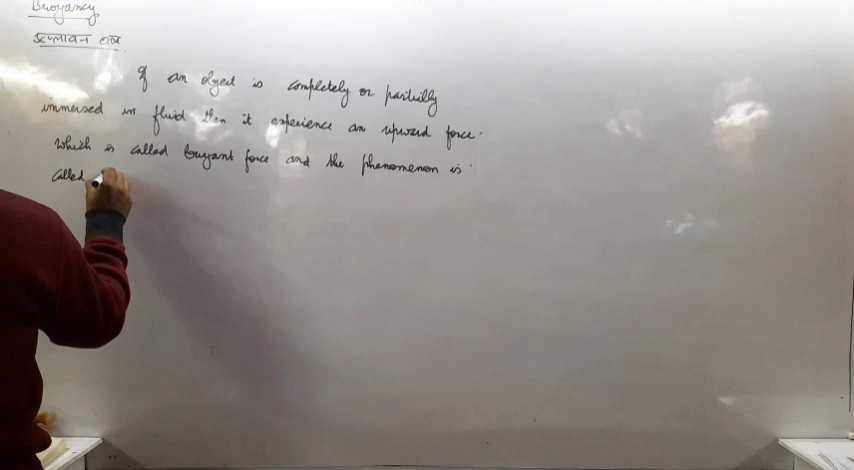 Buoyancy
उत्प्लावन बल
If an object is completely or partially
immersed in fluid then it experience an upward force.
Which is called buoyant force and the phenomenon is
called